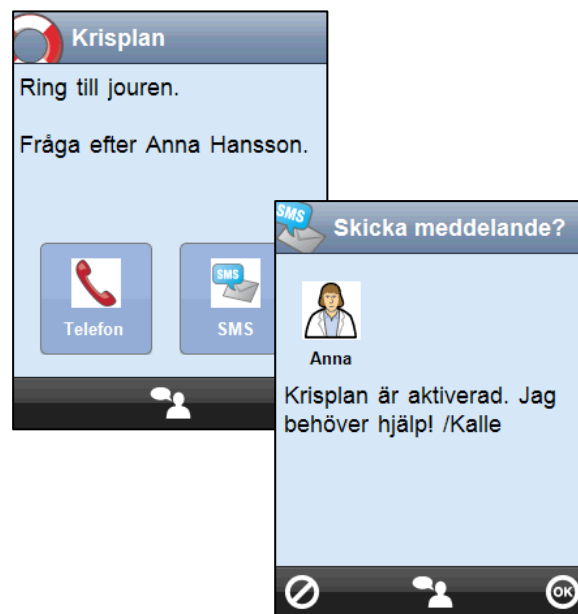 Krisplan
Ring till jouren.
Fråga efter Anna Hansson.
SMS
Telefon
SMS
SMS
Skicka meddelande?
Anna
Krisplan är aktiverad. Jag
behöver hjälp! /Kalle
OK